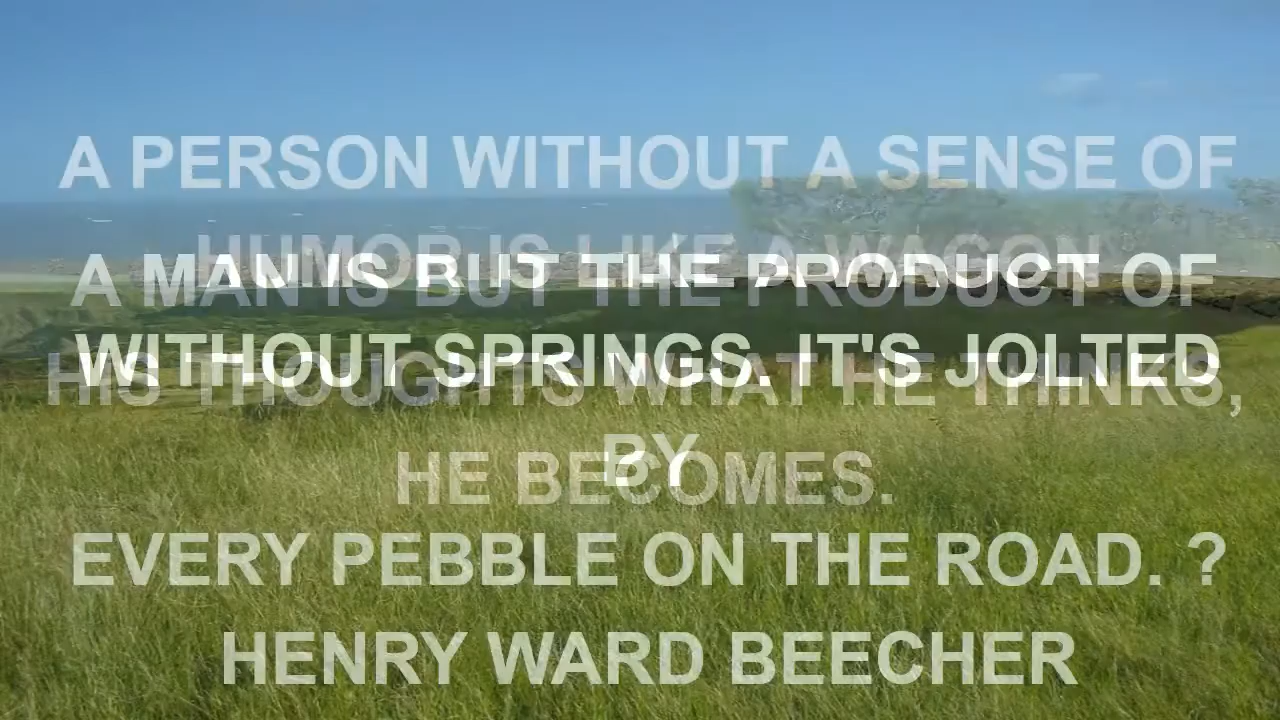 A PERSON WITHOUT A SENSE OF
HUMOR IS LIKE A WAGON
A MAN IS BUT THE PRODUCT OF
WITHOUT SPRINGS. IT'S JOLTED
HIS THOUGHTS WHAT HE THINKS,
BY
HE BECOMES.
EVERY PEBBLE ON THE ROAD. ?
HENRY WARD BEECHER